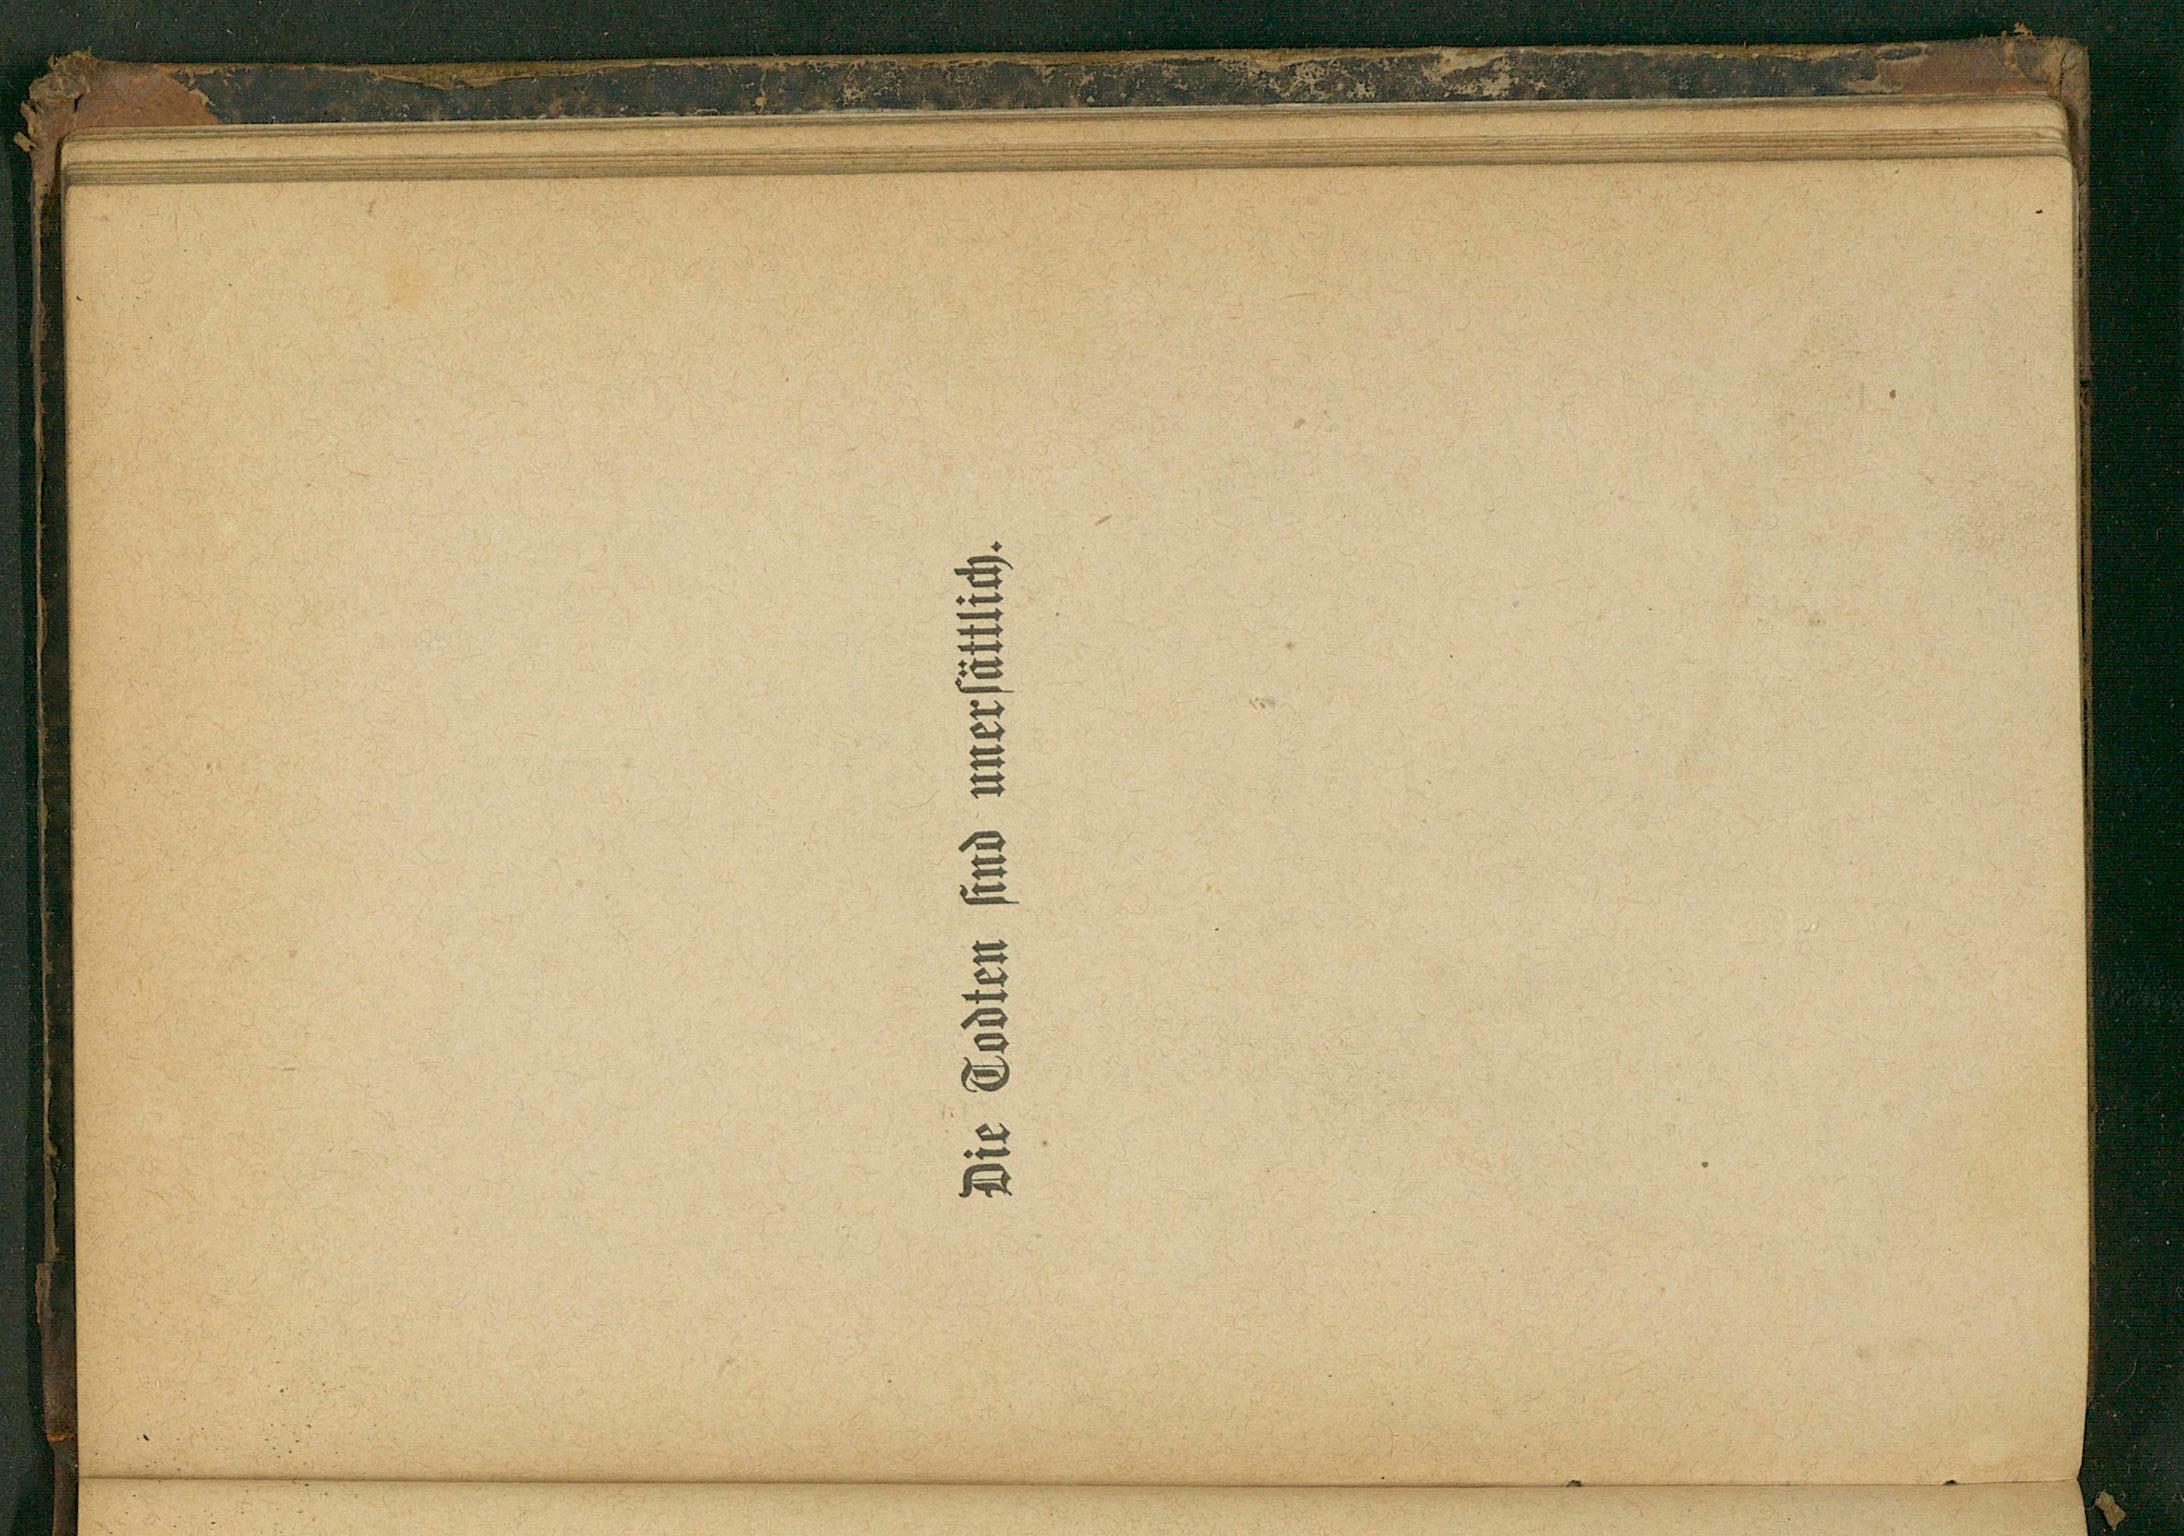 Die Todten ſind unerſättlich.